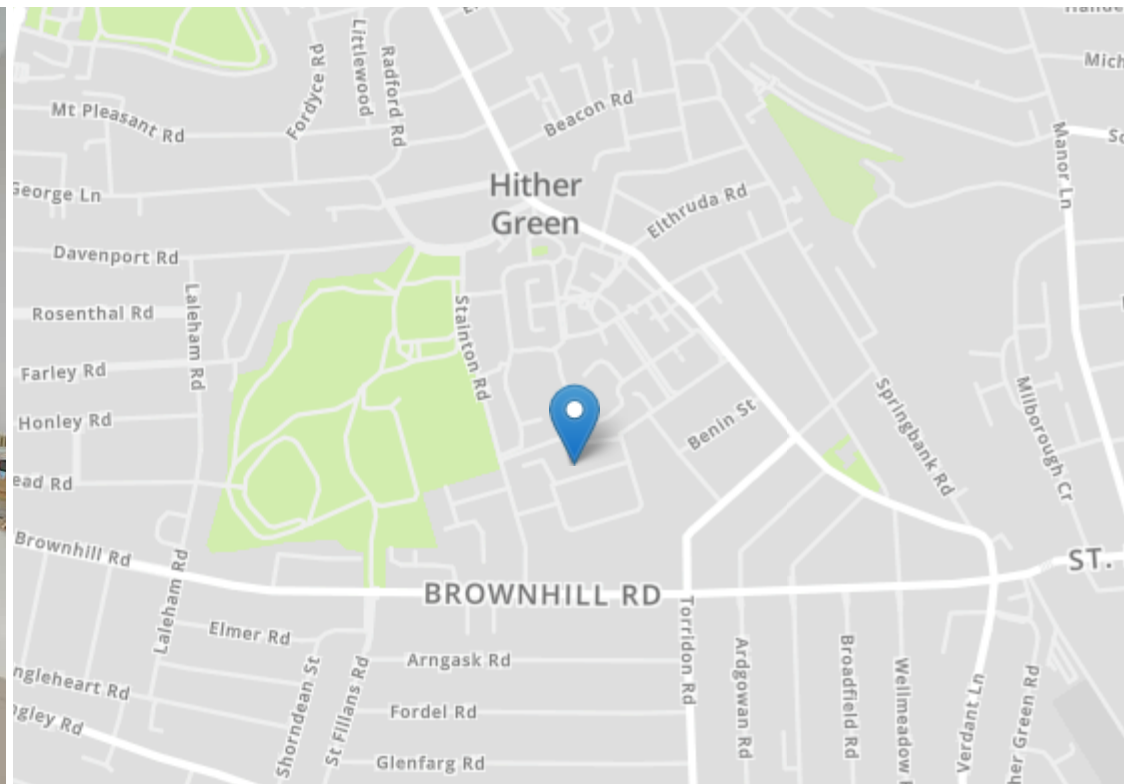 Mt Pleasant Rd
Fordyce Rd
Littlewood
Radford Rd
Beacon Rd
Mich
Manor Ln
George Ln
Hither
Green
Elthruda Rd
Davenport Rd
Laleham Rd
Stainton Rd
Rosenthal Rd
Farley Rd
Honley Rd
ead Rd
Benin St
Springbank Rd
Milborough Cr
Brownhill Rd
BROWNHILL RD
ST.
Laleham Rd
Elmer Rd
Torridon Rd
Arngask Rd
Shorndean St
St Fillans Rd
Ardgowan Rd
Broadfield Rd
Wellmeadow
Verdant Ln
her Green Rd
ngleheart Rd
Fordel Rd
gley Rd
Glenfarg Rd